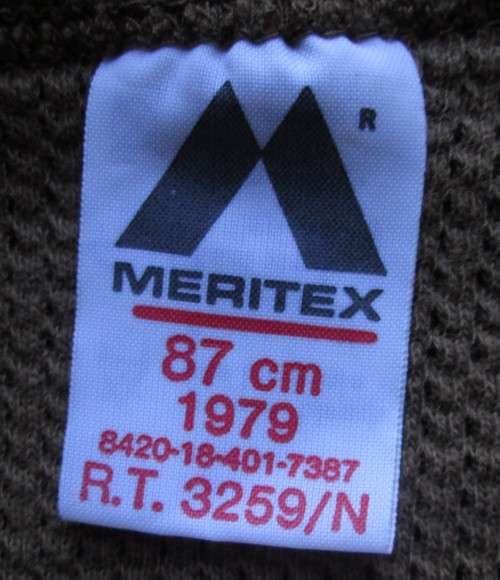 R
MERITEX
87 cm
1979
8420-18-401-7387
R.T. 3259/N